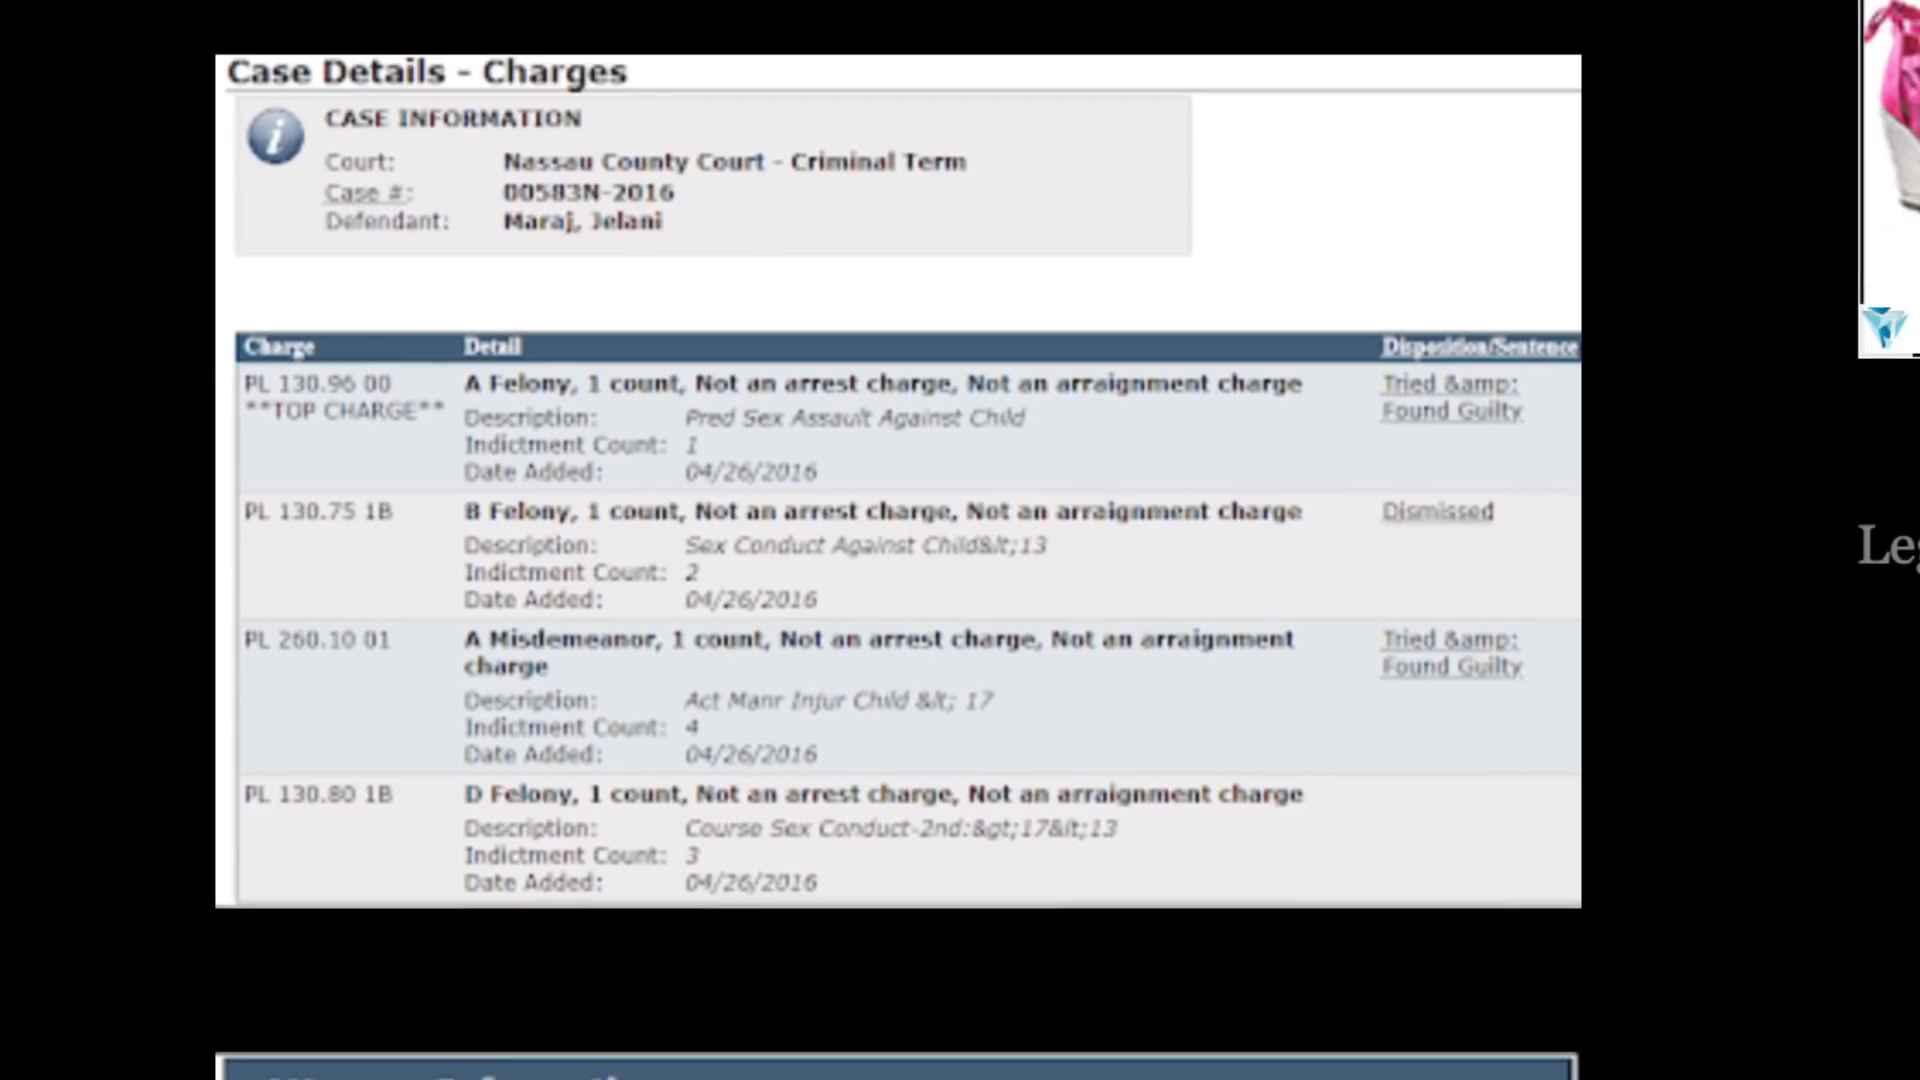 Case Details - Charges
CASE INFORMATION
Court: Nassau County Court - Criminal Term
Case #: 00583N-2016
Defendant: Maraj, Jelani
Charge Detail Disposition/Sentence
PL 130.96 00 A Felony, 1 count, Not an arrest charge, Not an arraignment charge Tried &amp;
**TOP CHARGE** Description: Pred Sex Assault Against Child Found Guilty
Indictment Count: 1
Date Added: 04/26/2016
PL 130.75 1B B Felony, 1 count, Not an arrest charge, Not an arraignment charge Dismissed
Description: Sex Conduct Against Child&lt;13
Indictment Count: 2
Date Added: 04/26/2016
PL 260.10 01 A Misdemeanor, 1 count, Not an arrest charge, Not an arraignment Tried &amp;
charge Found Guilty
Description: Act Manr Injur Child &lt; 17
Indictment Count: 4
Date Added: 04/26/2016
PL 130.80 1B D Felony, 1 count, Not an arrest charge, Not an arraignment charge
Description: Course Sex Conduct-2nd:&gt;17&lt;13
Indictment Count: 3
Date Added: 04/26/2016